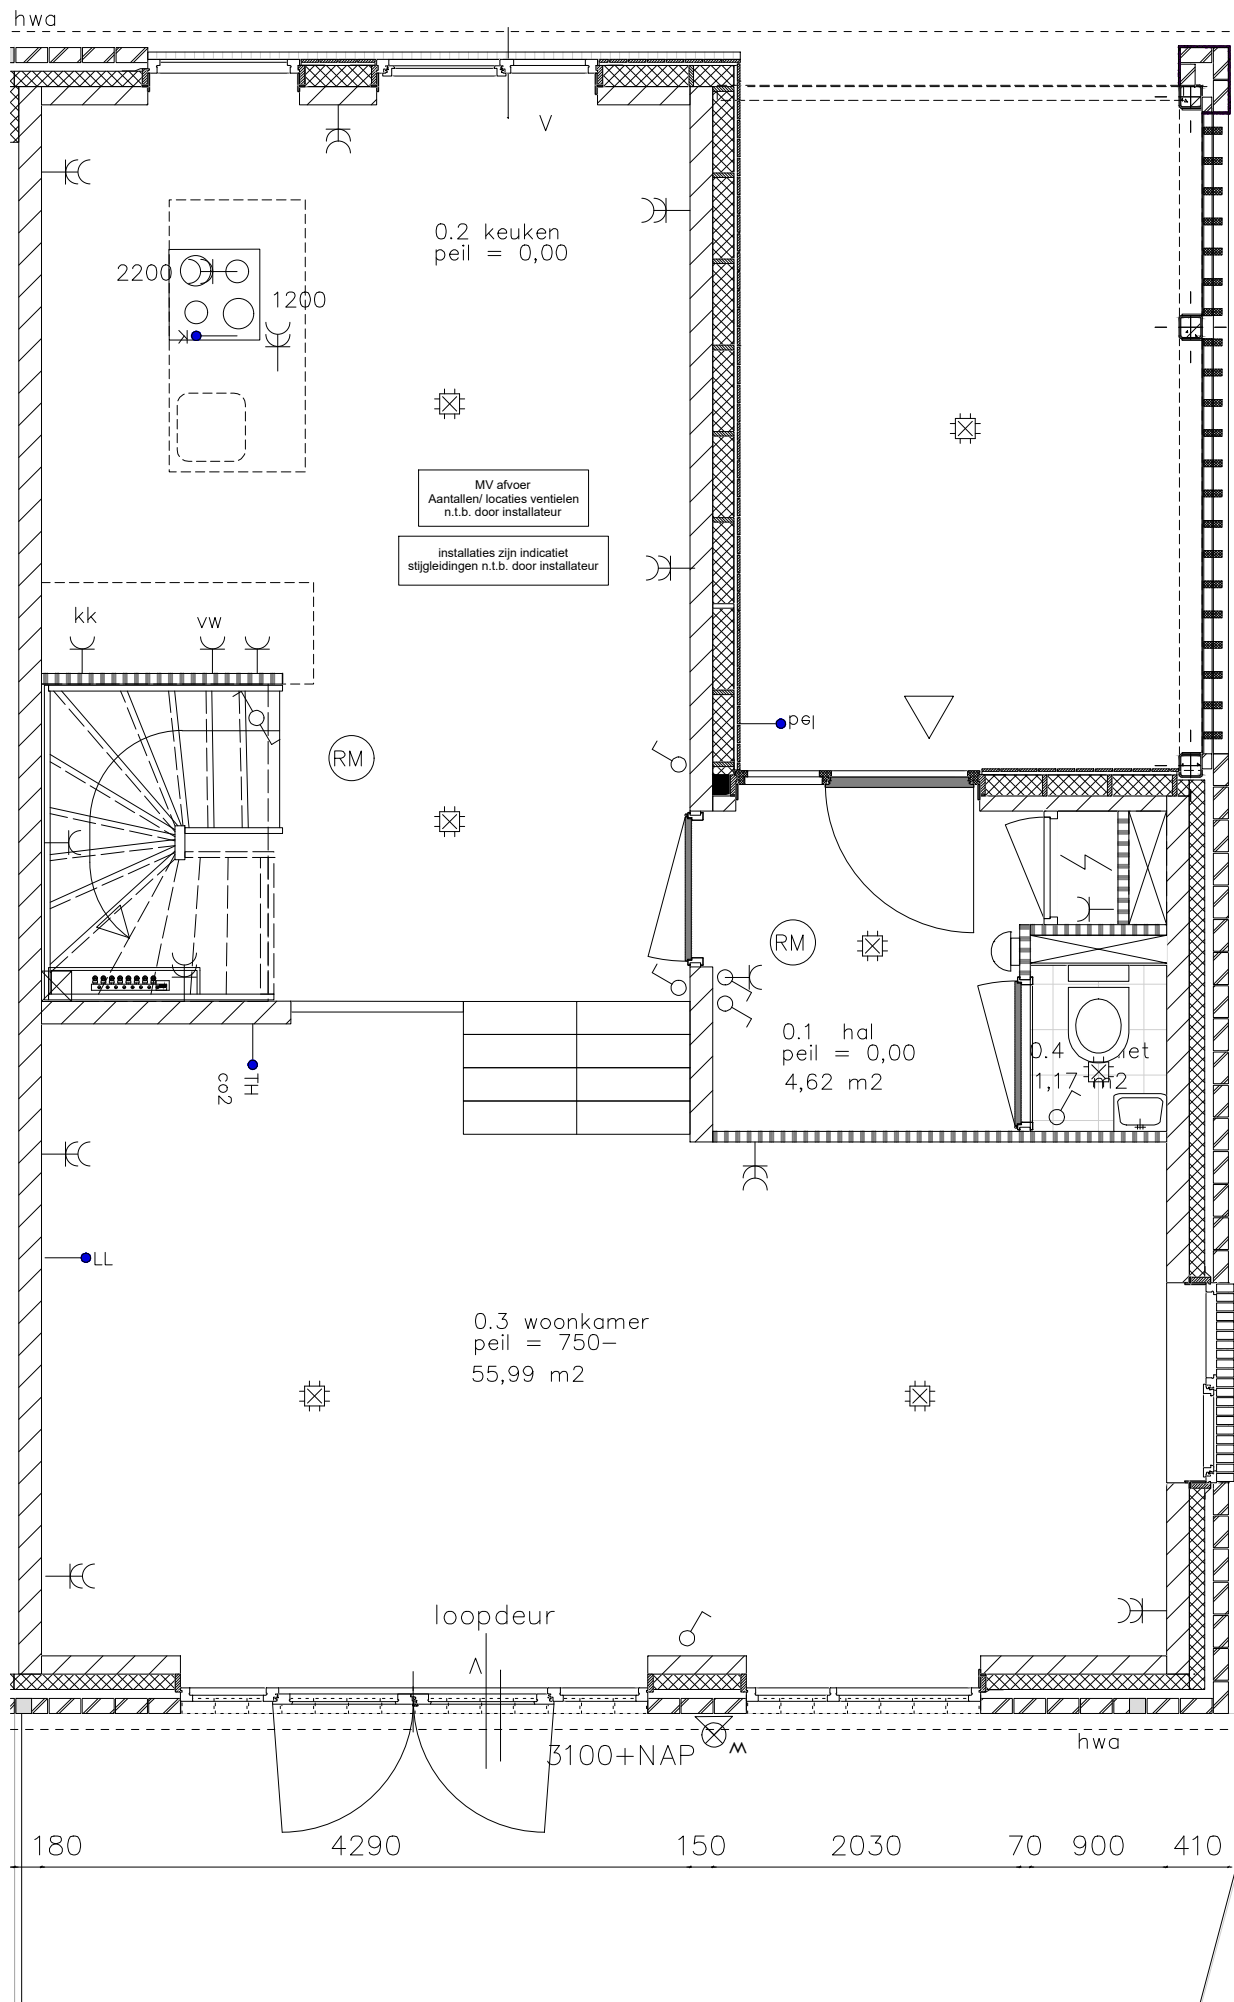 hwa
V
0.2 keuken
peil = 0,00
2200
1200
K
MV afvoer
Aantallen/ locaties ventielen
n.t.b. door installateur
installaties zijn indicatiet
stijgleidingen n.t.b. door installateur
kk
vw
bel
RM
RM
0.1 hal
peil = 0,00
4,62 m2
0.4
1,17 m2
TH
co2
LL
0.3 woonkamer
peil = 750-
55,99 m2
loopdeur
V
3100+NAP
hwa
180
4290
150
2030
70
900
410